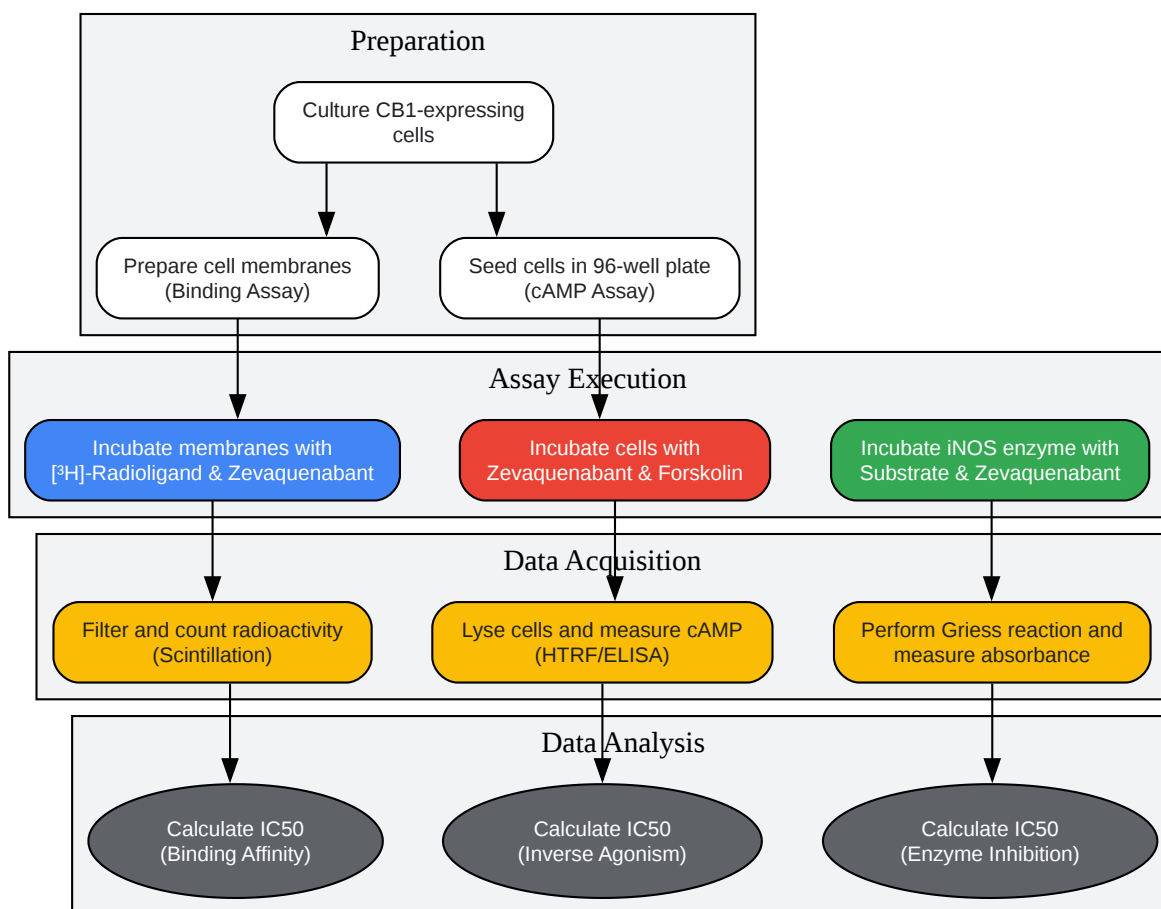 Preparation
Culture CB1-expressing
cells
Prepare cell membranes
(Binding Assay)
Seed cells in 96-well plate
(cAMP Assay)
Assay Execution
Incubate membranes with
[³H]-Radioligand & Zevaquenabant
Incubate cells with
Zevaquenabant & Forskolin
Incubate iNOS enzyme with
Substrate & Zevaquenabant
Data Acquisition
Filter and count radioactivity
(Scintillation)
Lyse cells and measure cAMP
(HTRF/ELISA)
Perform Griess reaction and
measure absorbance
Data Analysis
Calculate IC50
(Binding Affinity)
Calculate IC50
(Inverse Agonism)
Calculate IC50
(Enzyme Inhibition)